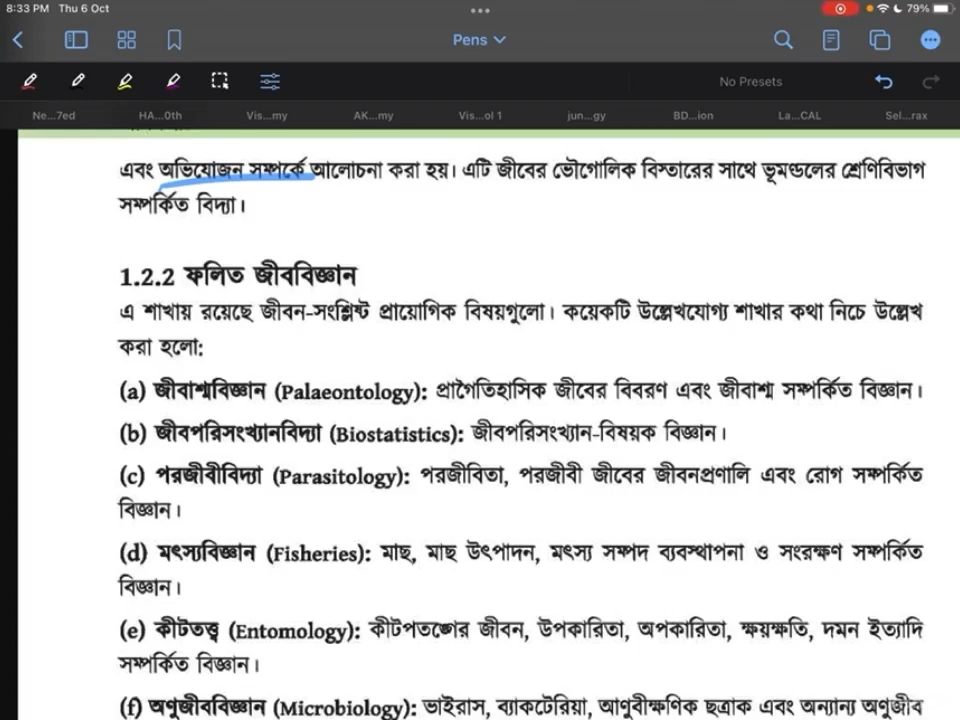 8:33 PM Thu 6 Oct
79%
Pens
No Presets
Ne...7ed HA...0th Vis...my AK...my Vis...ol 1 jun...gy BD...ion La...CAL Sel...rax
এবং অভিযোজন সম্পর্কে আলোচনা করা হয়। এটি জীবের ভৌগোলিক বিস্তারের সাথে ভূমন্ডলের শ্রেণিবিভাগ
সম্পর্কিত বিদ্যা।
1.2.2 ফলিত জীববিজ্ঞান
এ শাখায় রয়েছে জীবন-সংশ্লিষ্ট প্রায়োগিক বিষয়গুলো। কয়েকটি উল্লেখযোগ্য শাখার কথা নিচে উল্লেখ
করা হলো:
(a) জীবাশ্মবিজ্ঞান (Palaeontology): প্রাগৈতিহাসিক জীবের বিবরণ এবং জীবাশ্ম সম্পর্কিত বিজ্ঞান।
(b) জীবপরিসংখ্যানবিদ্যা (Biostatistics): জীবপরিসংখ্যান-বিষয়ক বিজ্ঞান।
(c) পরজীবীবিদ্যা (Parasitology): পরজীবিতা, পরজীবী জীবের জীবনপ্রণালি এবং রোগ সম্পর্কিত
বিজ্ঞান।
(d) মৎস্যবিজ্ঞান (Fisheries): মাছ, মাছ উৎপাদন, মৎস্য সম্পদ ব্যবস্থাপনা ও সংরক্ষণ সম্পর্কিত
বিজ্ঞান।
(e) কীটতত্ত্ব (Entomology): কীটপতঙ্গের জীবন, উপকারিতা, অপকারিতা, ক্ষয়ক্ষতি, দমন ইত্যাদি
সম্পর্কিত বিজ্ঞান।
(f) অণুজীববিজ্ঞান (Microbiology): ভাইরাস, ব্যাকটেরিয়া, আণুবীক্ষণিক ছত্রাক এবং অন্যান্য অণুজীব